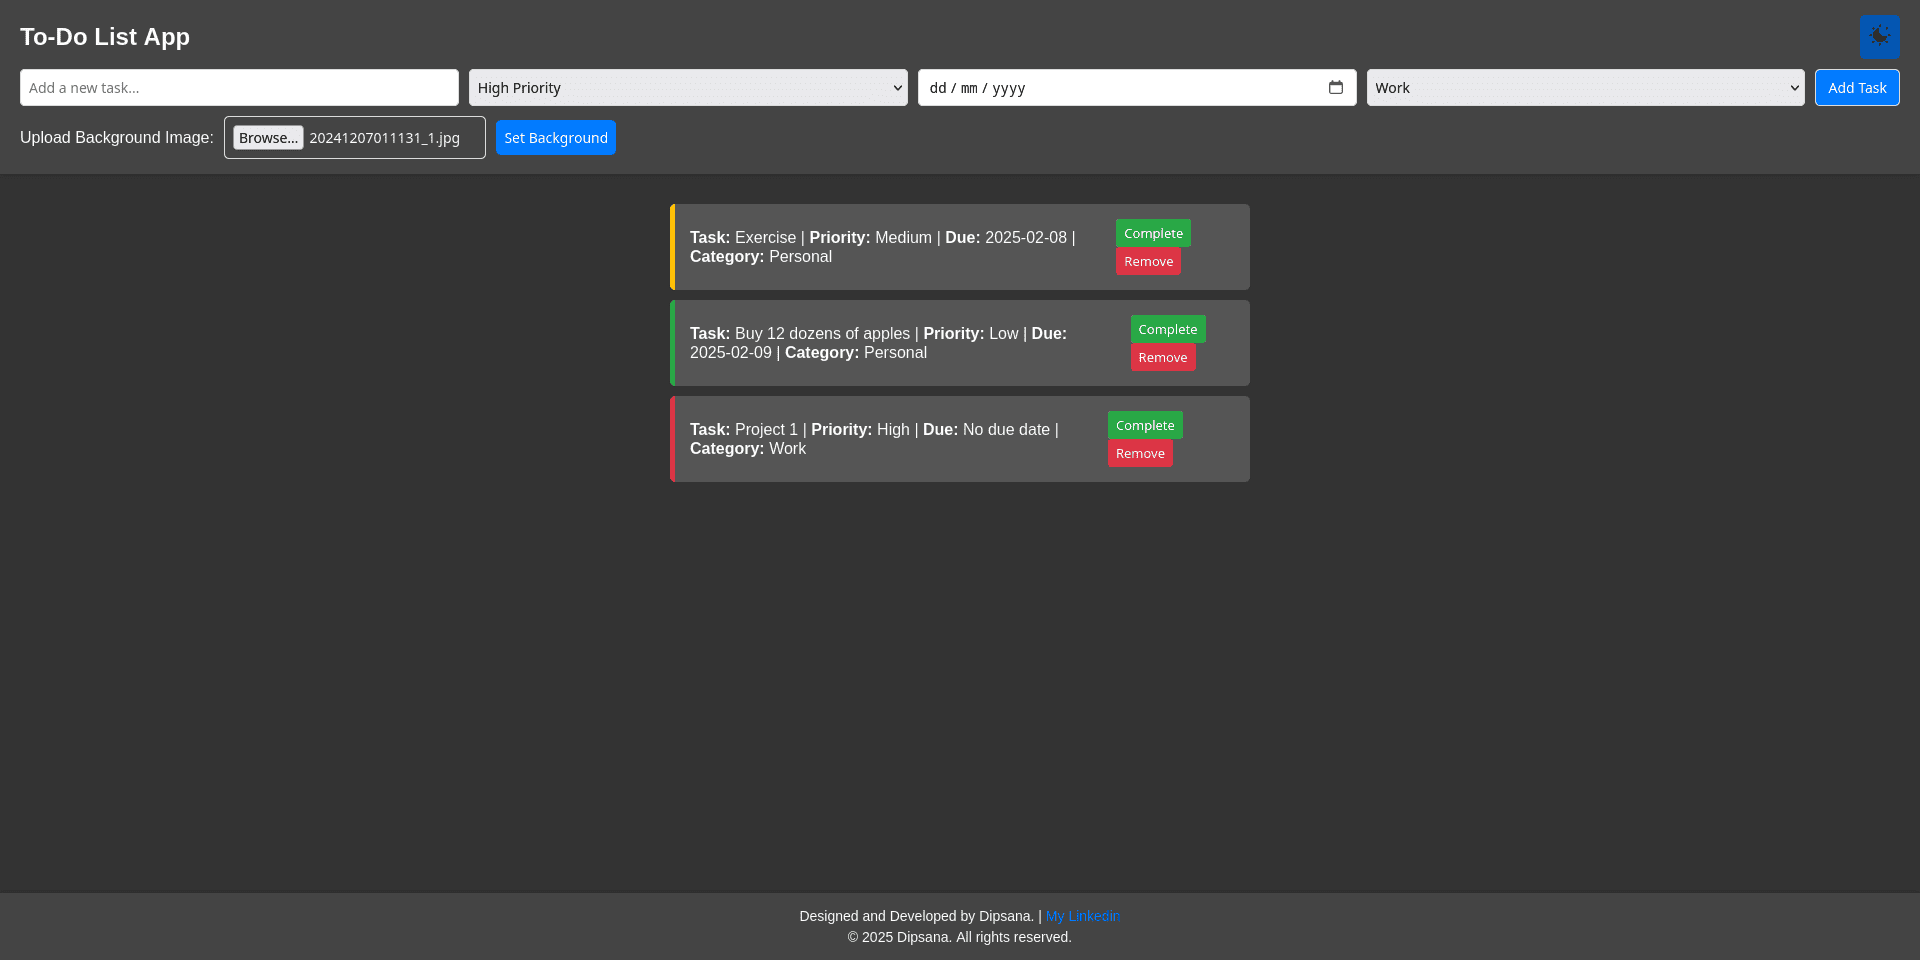 To-Do List App
Add a new task...
High Priority
dd / mm / yyyy
Work
Add Task
Upload Background Image:
Browse...
20241207011131_1.jpg
Set Background
Task: Exercise | Priority: Medium | Due: 2025-02-08 |
Category: Personal
Complete
Remove
Task: Buy 12 dozens of apples | Priority: Low | Due:
2025-02-09 | Category: Personal
Complete
Remove
Task: Project 1 | Priority: High | Due: No due date |
Category: Work
Complete
Remove
Designed and Developed by Dipsana. | My Linkedin
© 2025 Dipsana. All rights reserved.